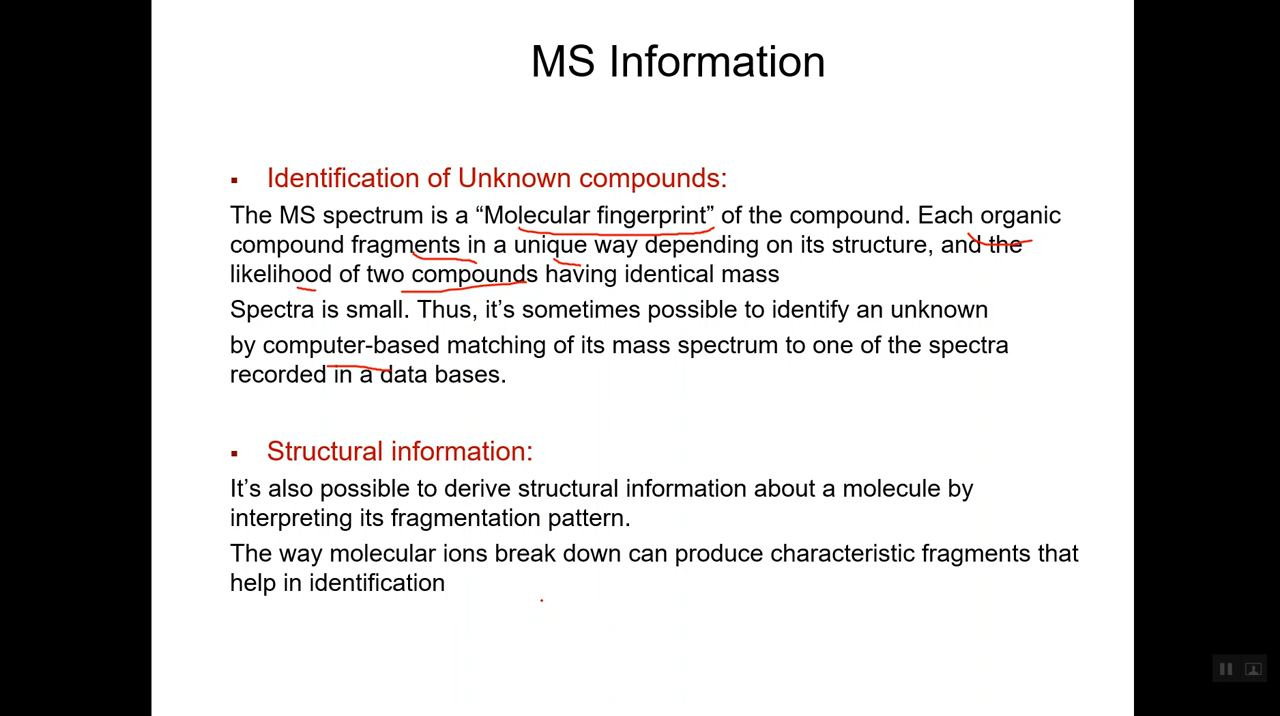 MS Information
▪ Identification of Unknown compounds:
The MS spectrum is a “Molecular fingerprint” of the compound. Each organic
compound fragments in a unique way depending on its structure, and the
likelihood of two compounds having identical mass
Spectra is small. Thus, it’s sometimes possible to identify an unknown
by computer-based matching of its mass spectrum to one of the spectra
recorded in a data bases.
▪ Structural information:
It’s also possible to derive structural information about a molecule by
interpreting its fragmentation pattern.
The way molecular ions break down can produce characteristic fragments that
help in identification